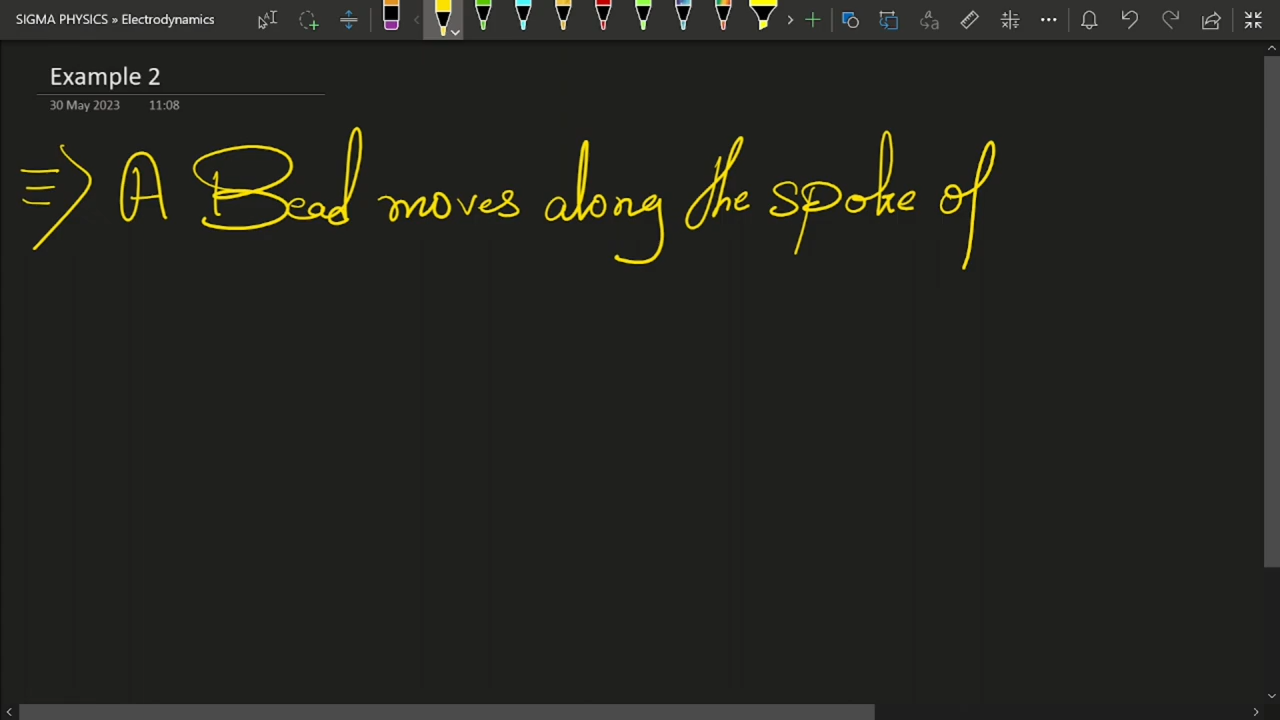 SIGMA PHYSICS » Electrodynamics
Example 2
30 May 2023 11:08
⇒ A Bead moves along the spoke of